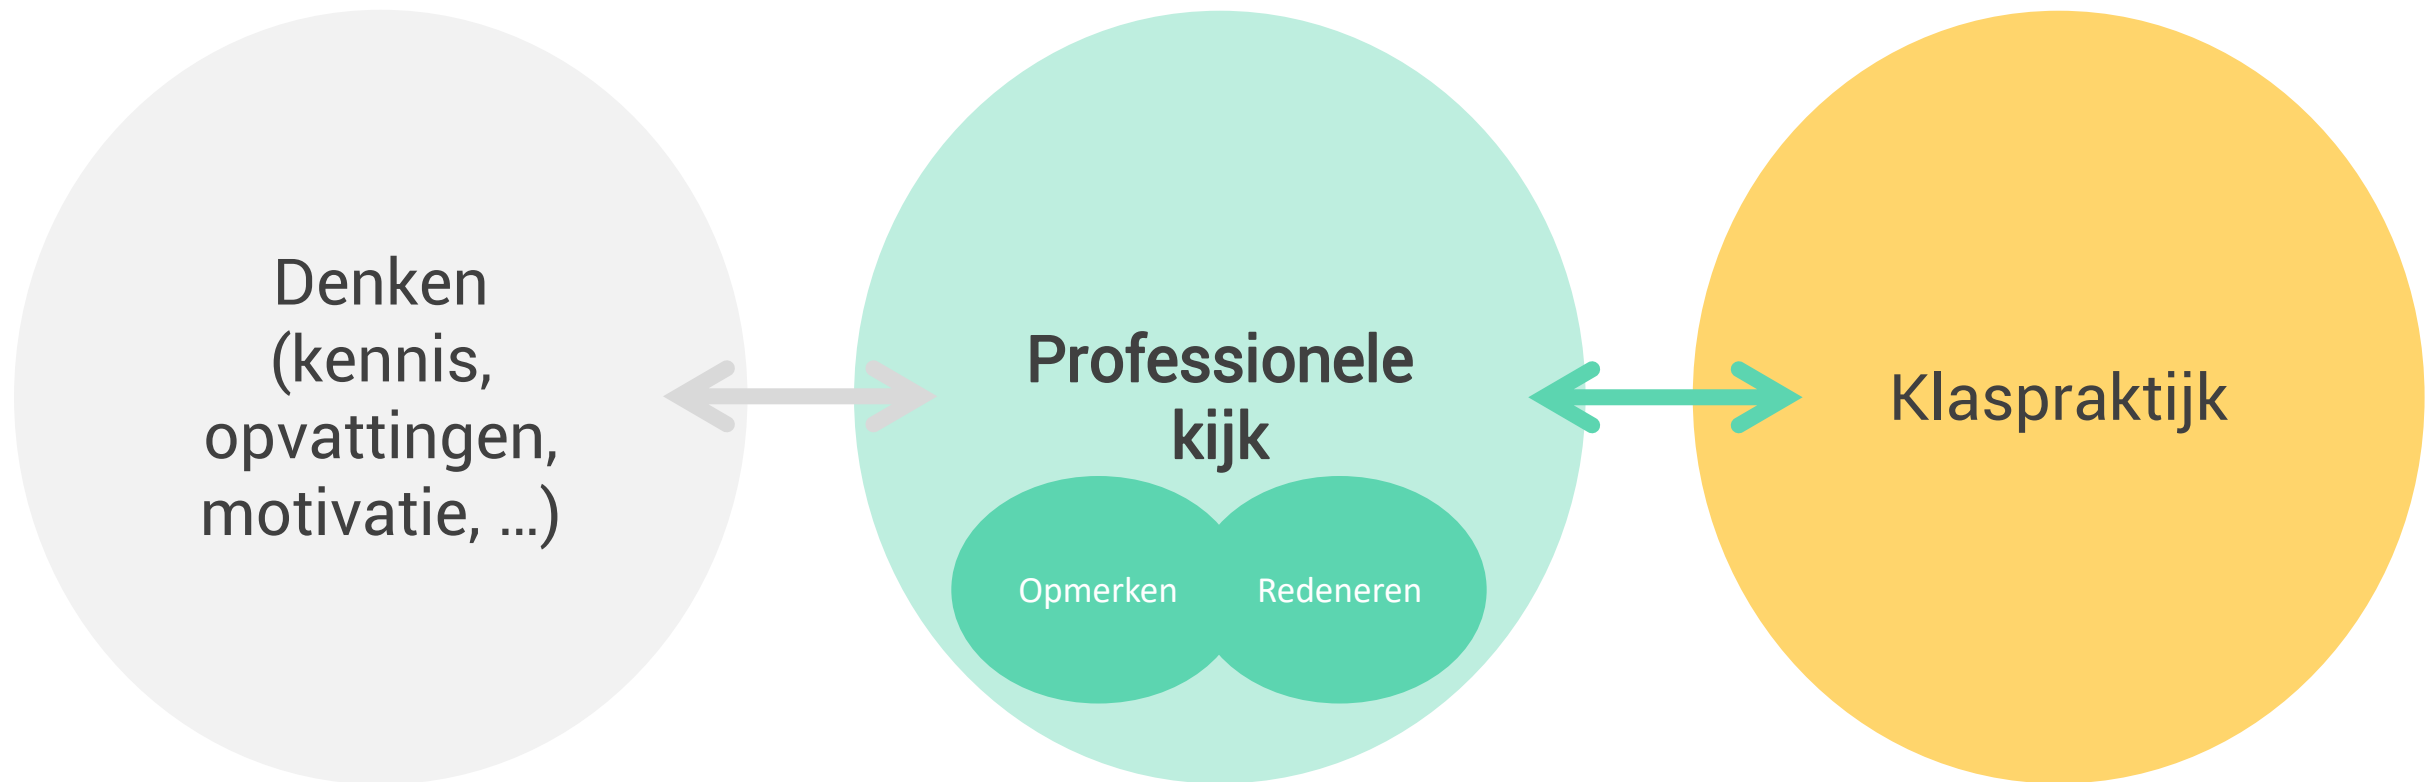 Denken
(kennis,
opvattingen,
motivatie, ...)
Professionele
kijk
Opmerken
Redeneren
Klaspraktijk